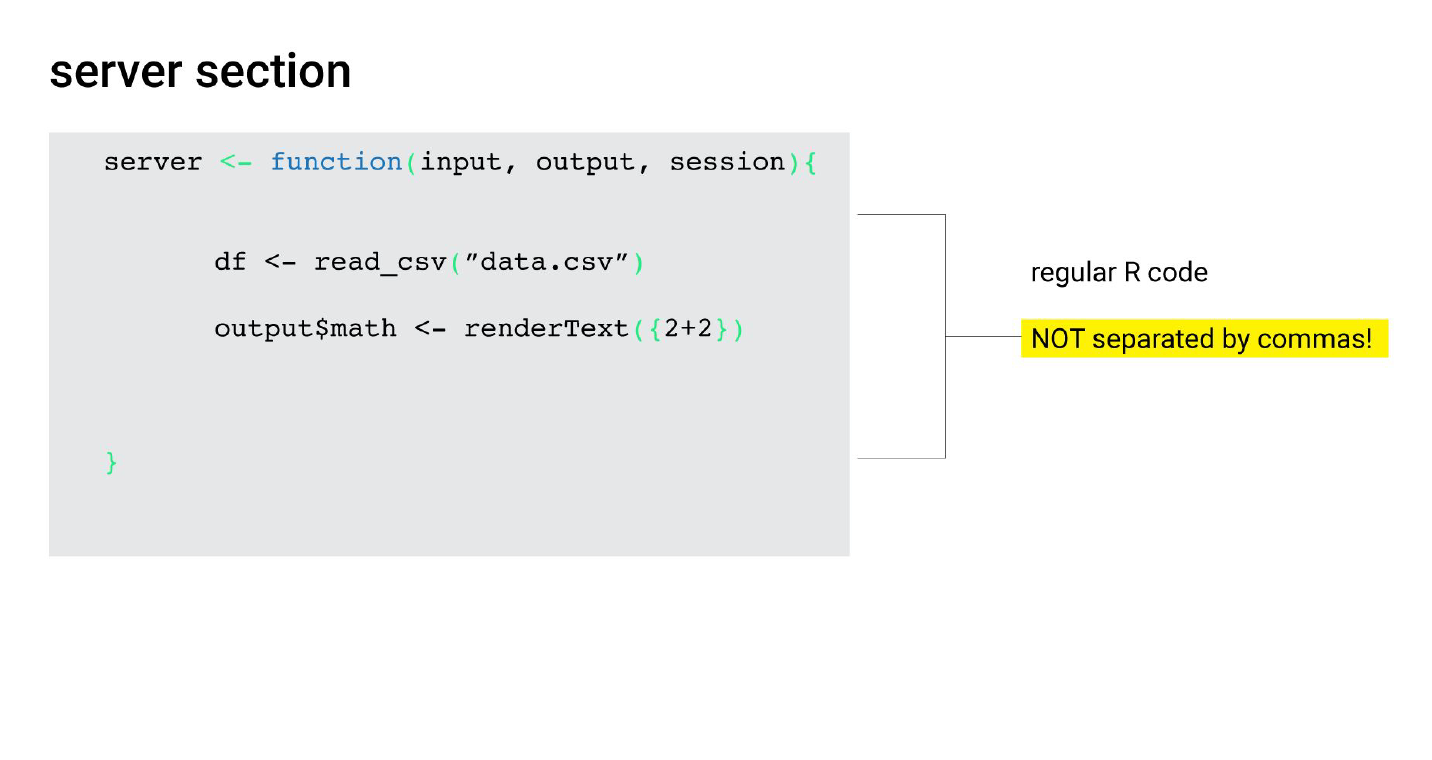 server section
server <- function(input, output, session){
df <- read_csv(”data.csv”)
output$math <- renderText({2+2})
}
regular R code
NOT separated by commas!